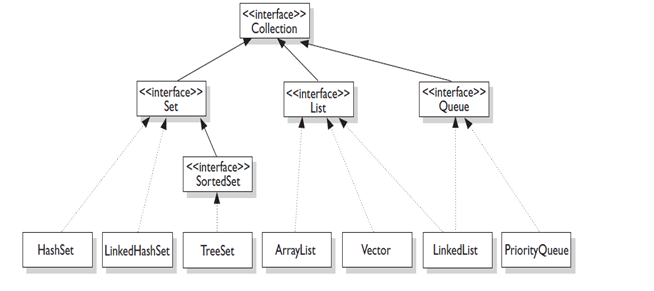 <<interface>>
Collection
<<interface>>
Set
<<interface>>
List
<<interface>>
Queue
<<interface>>
SortedSet
HashSet
LinkedHashSet
TreeSet
ArrayList
Vector
LinkedList
PriorityQueue